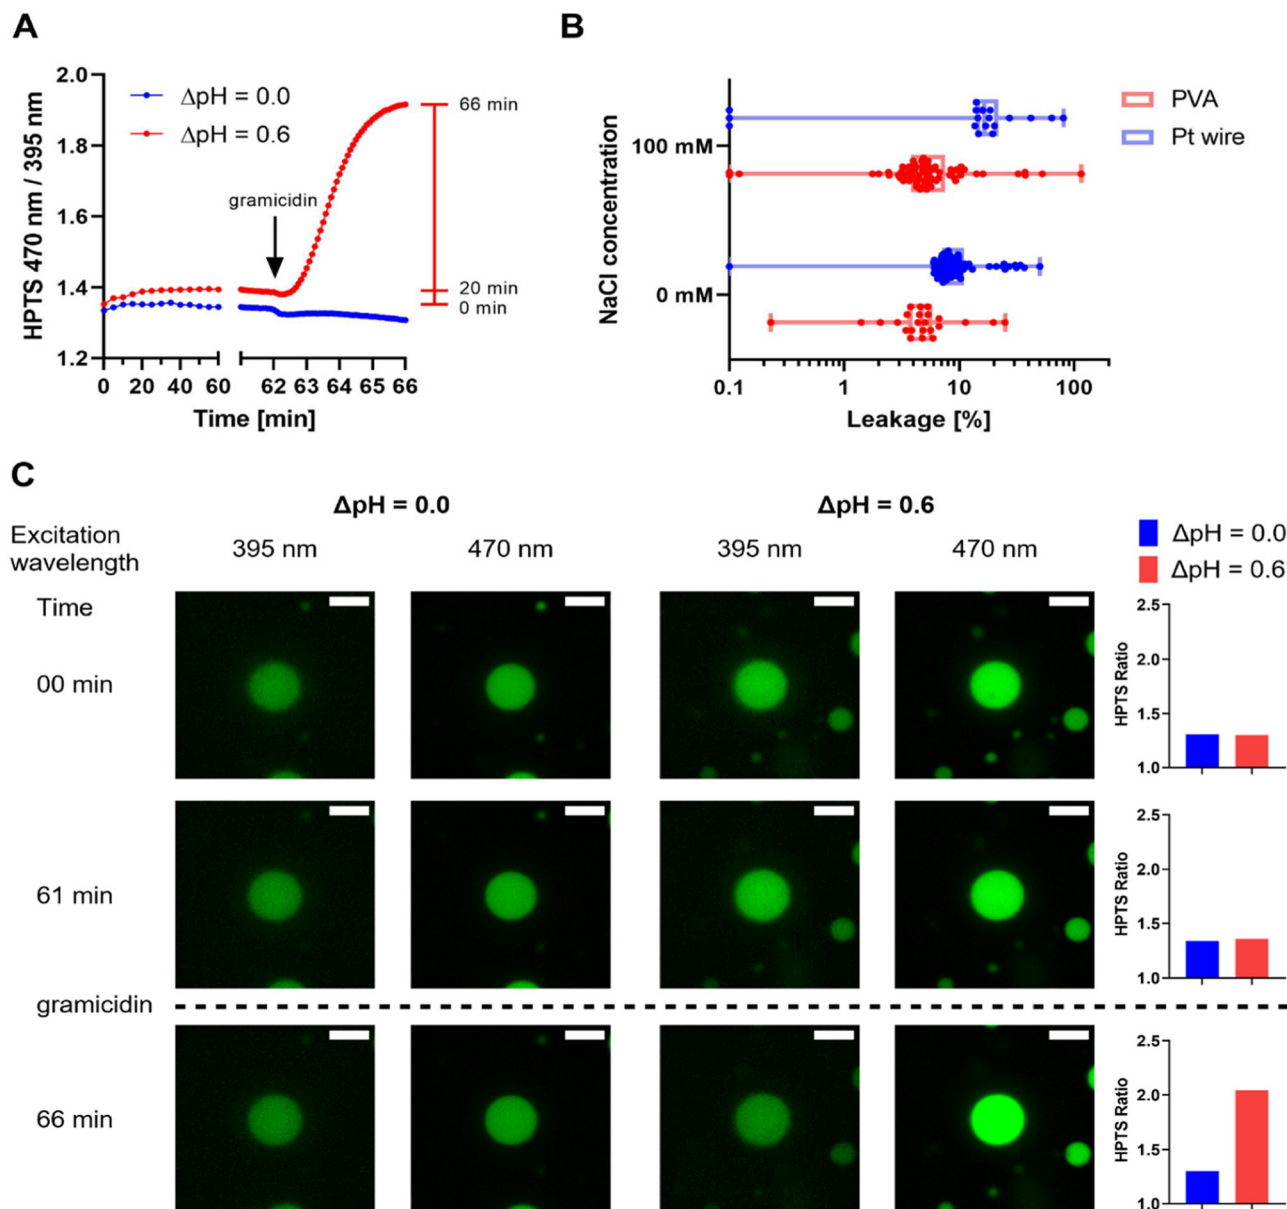 A
HPTS 470 nm / 395 nm
2.0
1.8
1.6
1.4
1.2
ΔpH = 0.0
ΔpH = 0.6
gramicidin
66 min
20 min
0 min
0 20 40 60 62 63 64 65 66
Time [min]
B
NaCl concentration
100 mM
0 mM
PVA
Pt wire
0.1 1 10 100
Leakage [%]
C
ΔpH = 0.0 ΔpH = 0.6
Excitation
wavelength
395 nm 470 nm 395 nm 470 nm
ΔpH = 0.0
ΔpH = 0.6
Time
00 min
HPTS Ratio
2.5
2.0
1.5
1.0
61 min
HPTS Ratio
2.5
2.0
1.5
1.0
gramicidin
66 min
HPTS Ratio
2.5
2.0
1.5
1.0